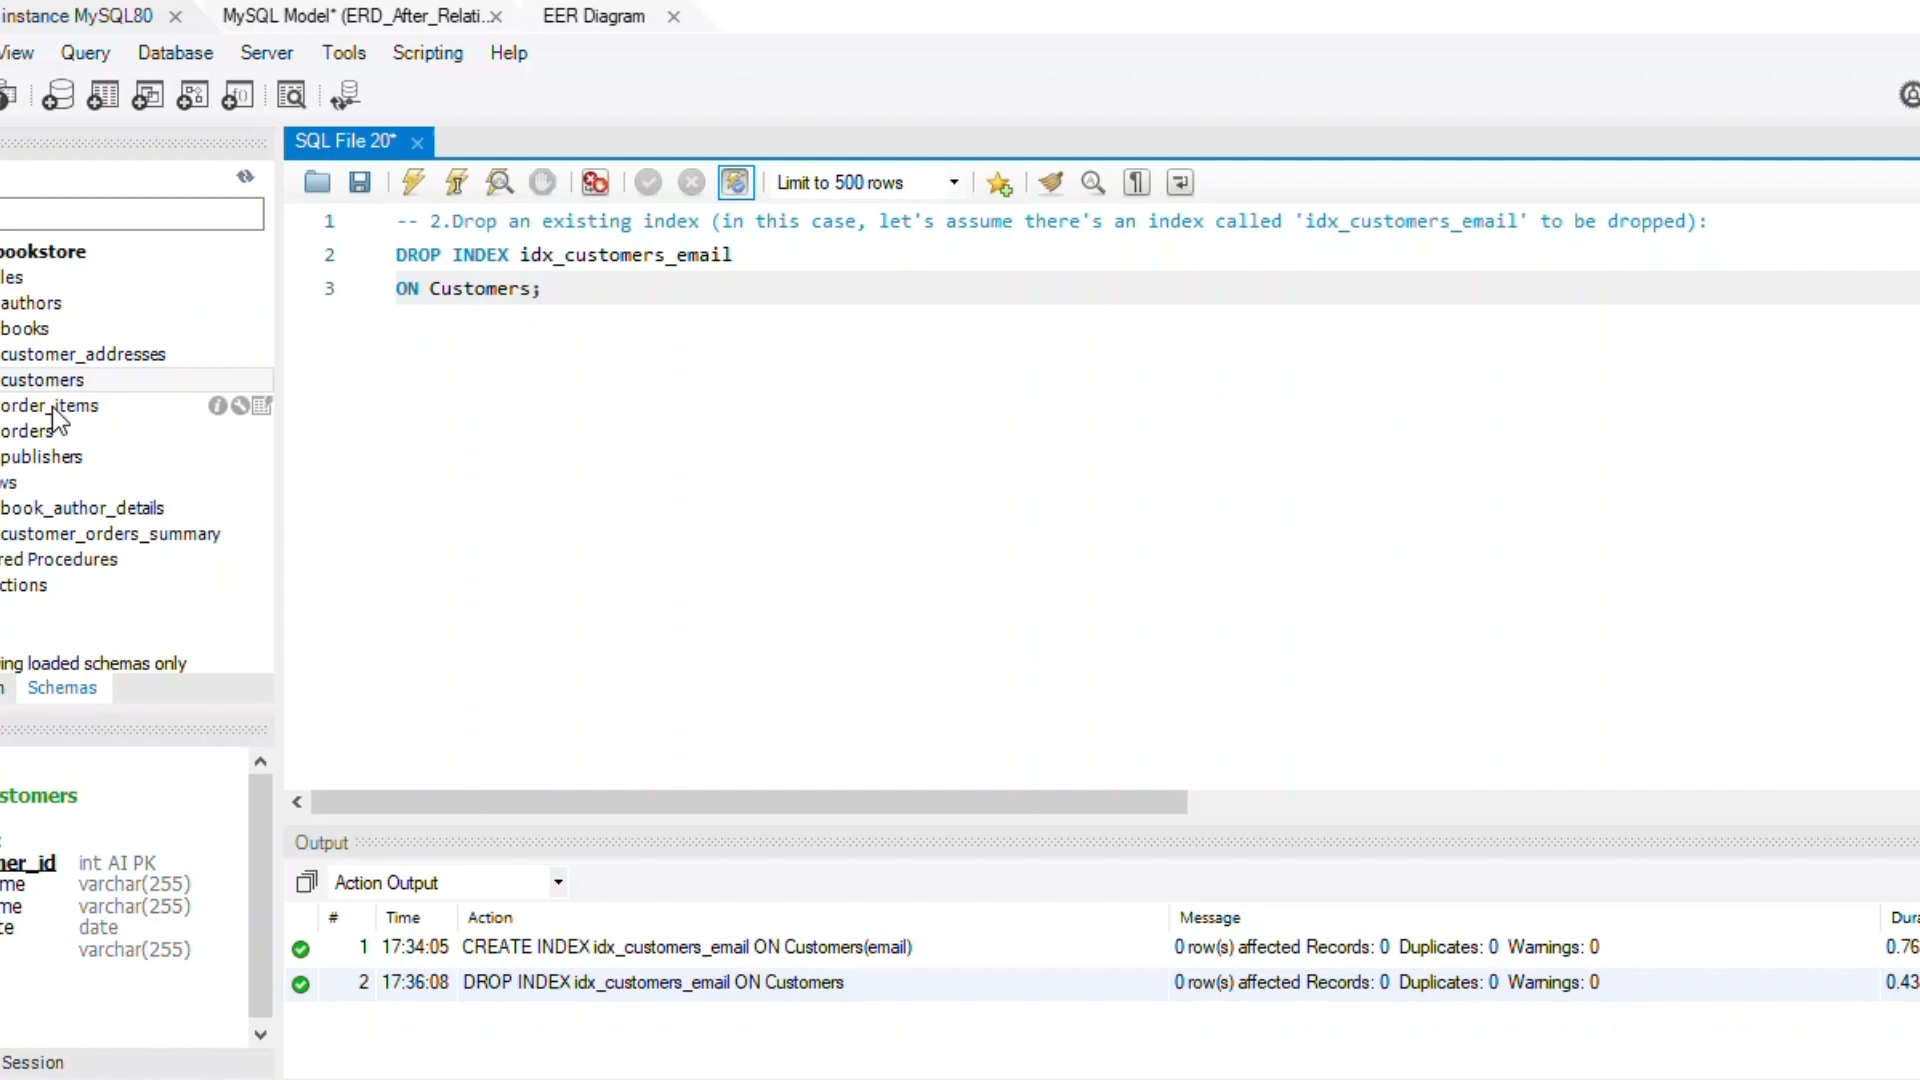 instance MySQL80
MySQL Model* (ERD_After_Relati..
EER Diagram
View Query Database Server Tools Scripting Help
SQL File 20*
Limit to 500 rows
1 -- 2.Drop an existing index (in this case, let's assume there's an index called 'idx_customers_email' to be dropped):
2 DROP INDEX idx_customers_email
3 ON Customers;
bookstore
les
authors
books
customer_addresses
customers
order_items
orders
publishers
ws
book_author_details
customer_orders_summary
red Procedures
ctions
ing loaded schemas only
n Schemas
stomers
:
ner_id int AI PK
me varchar(255)
me varchar(255)
te date
varchar(255)
Session
Output
Action Output
# Time Action Message Dura
1 17:34:05 CREATE INDEX idx_customers_email ON Customers(email) 0 row(s) affected Records: 0 Duplicates: 0 Warnings: 0 0.76
2 17:36:08 DROP INDEX idx_customers_email ON Customers 0 row(s) affected Records: 0 Duplicates: 0 Warnings: 0 0.43